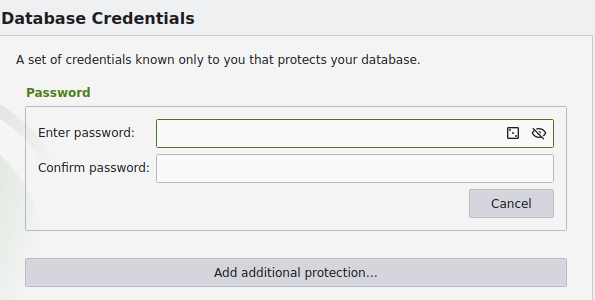 Database Credentials
A set of credentials known only to you that protects your database.
Password
Enter password:
Confirm password:
Cancel
Add additional protection...